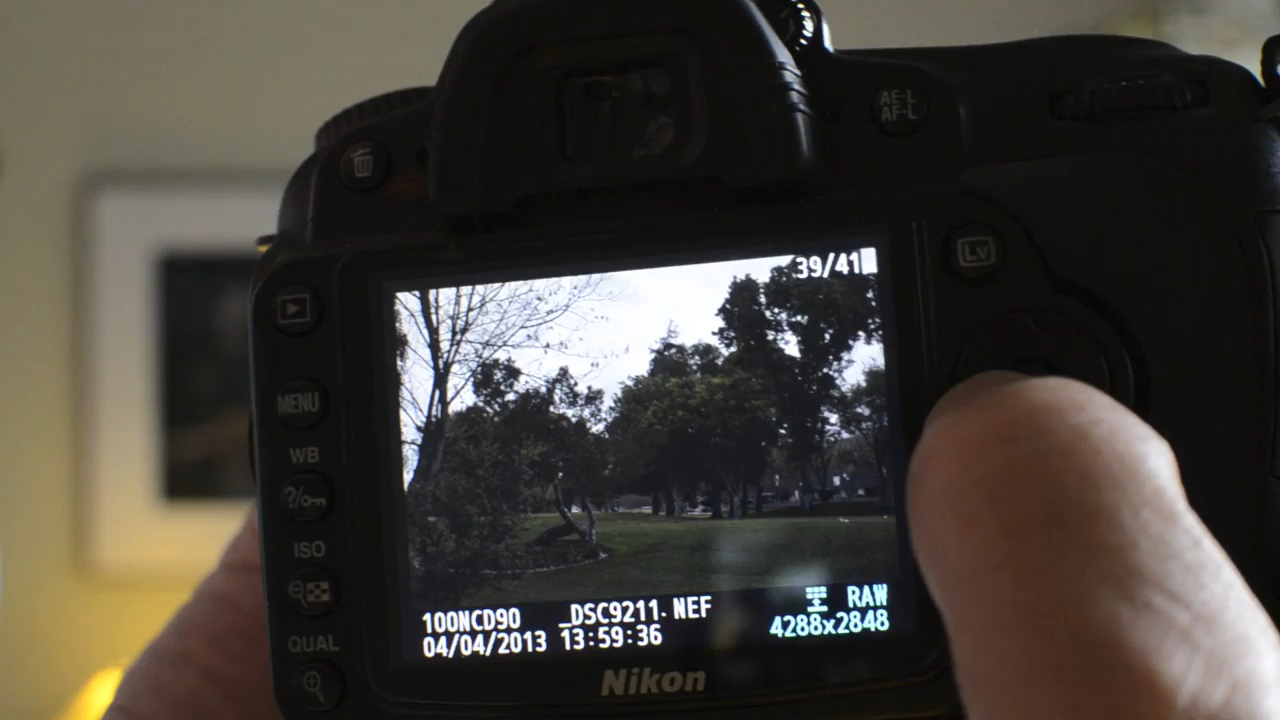 AE-L
AF-L
Lv
39/41
MENU
WB
?/
ISO
QUAL
100NCD90 _DSC9211.NEF RAW
04/04/2013 13:59:36 4288x2848
Nikon